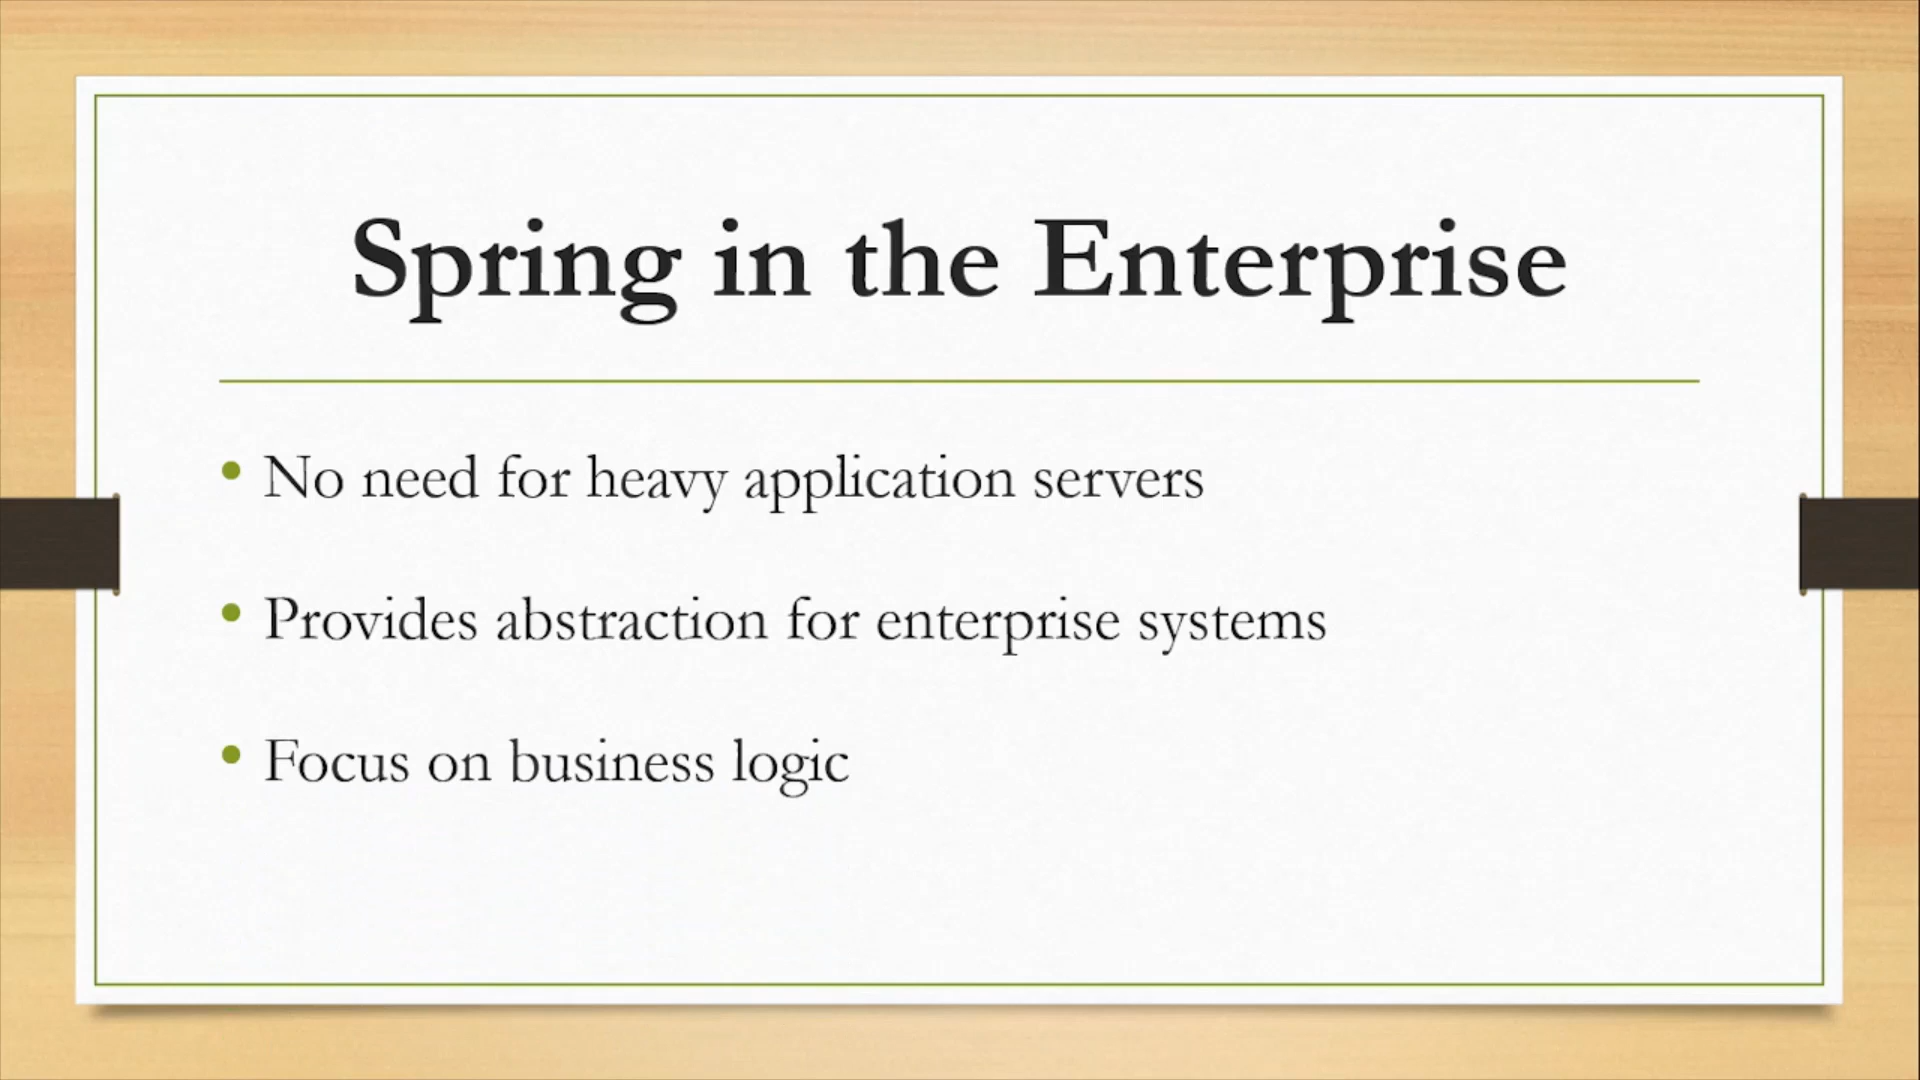 Spring in the Enterprise
• No need for heavy application servers
• Provides abstraction for enterprise systems
• Focus on business logic